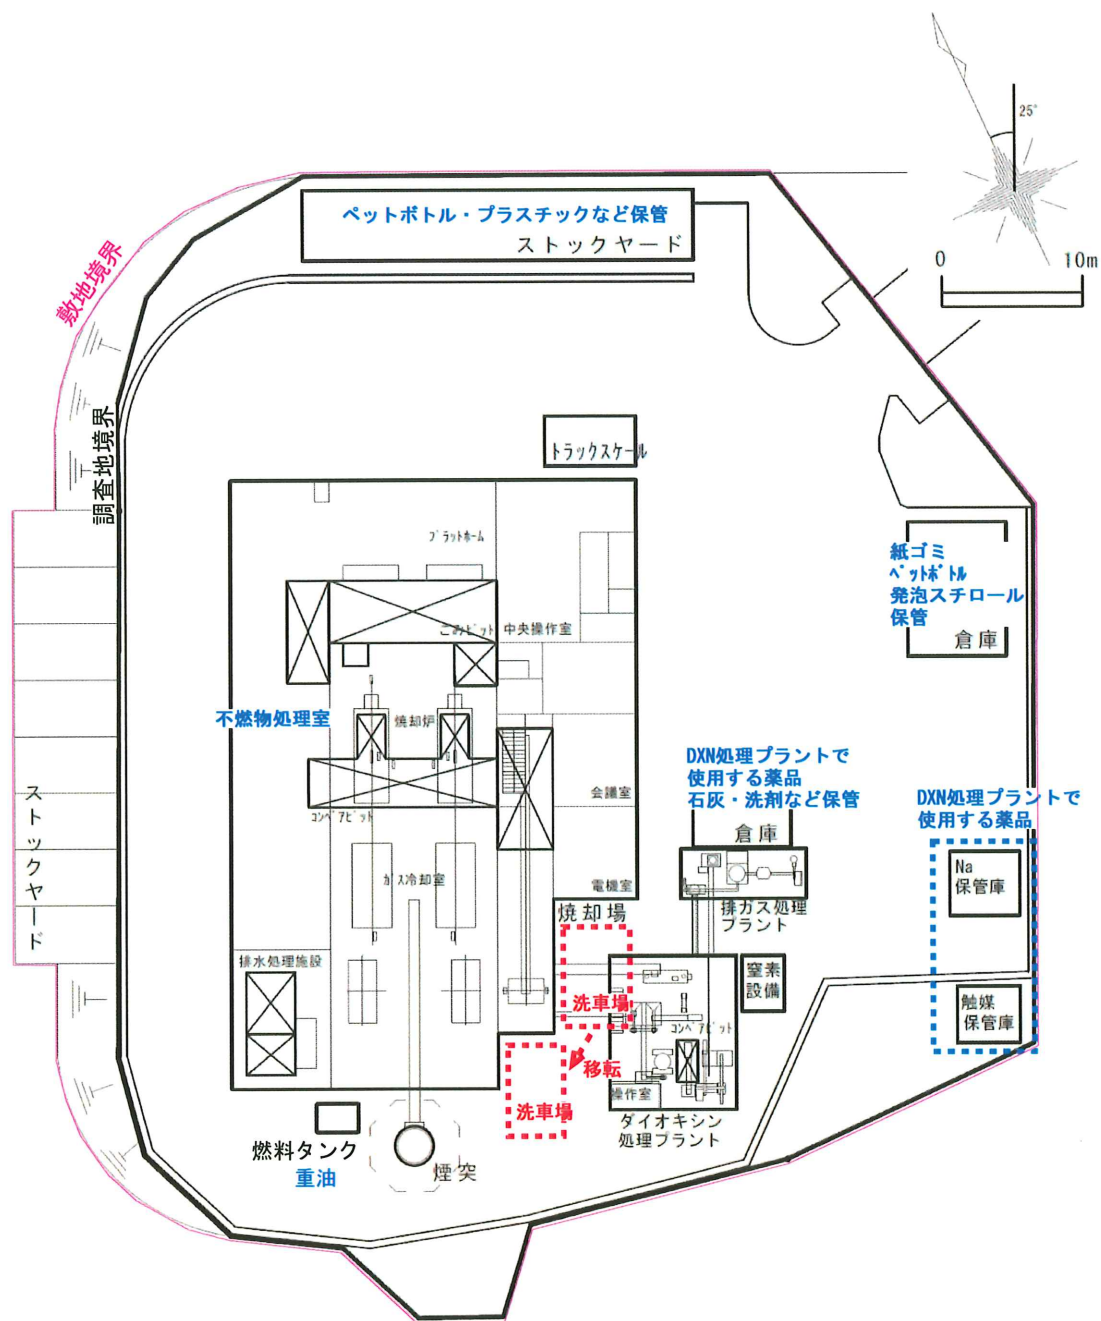 25°
0 10m
ペットボトル・プラスチックなど保管
ストックヤード
敷地境界
調査地境界
トラックスケール
プラットホーム
紙ゴミ
ペットボトル
発泡スチロール
保管
倉庫
ごみピット
中央操作室
不燃物処理室
焼却炉
DXN処理プラントで
使用する薬品
石灰・洗剤など保管
倉庫
DXN処理プラントで
使用する薬品
会議室
コンベアピット
ストックヤード
Na
保管庫
ガス冷却室
電機室
焼却場
排ガス処理
プラント
排水処理施設
窒素
設備
洗車場
触媒
保管庫
コンベアピット
移転
操作室
洗車場
ダイオキシン
処理プラント
燃料タンク
重油
煙突